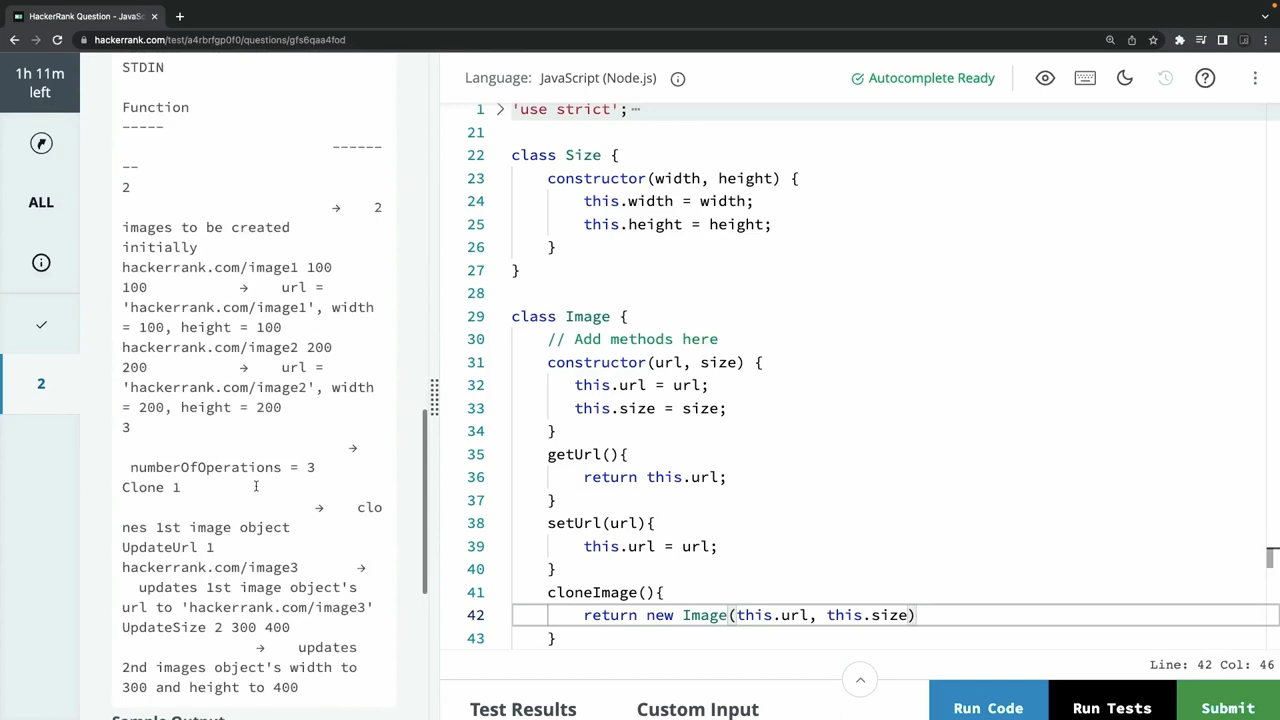 HackerRank Question - JavaSc
hackerrank.com/test/a4rbrfgp0f0/questions/gfs6qaa4fod
1h 11m
left
ALL
2
STDIN
Function
-----
------
--
2
→ 2
images to be created
initially
hackerrank.com/image1 100
100 → url =
'hackerrank.com/image1', width
= 100, height = 100
hackerrank.com/image2 200
200 → url =
'hackerrank.com/image2', width
= 200, height = 200
3
→
numberOfOperations = 3
Clone 1
→ clo
nes 1st image object
UpdateUrl 1
hackerrank.com/image3 →
updates 1st image object's
url to 'hackerrank.com/image3'
UpdateSize 2 300 400
→ updates
2nd images object's width to
300 and height to 400
Language: JavaScript (Node.js)
Autocomplete Ready
1 'use strict';
21
22 class Size {
23 constructor(width, height) {
24 this.width = width;
25 this.height = height;
26 }
27 }
28
29 class Image {
30 // Add methods here
31 constructor(url, size) {
32 this.url = url;
33 this.size = size;
34 }
35 getUrl(){
36 return this.url;
37 }
38 setUrl(url){
39 this.url = url;
40 }
41 cloneImage(){
42 return new Image(this.url, this.size)
43 }
Line: 42 Col: 46
Test Results
Custom Input
Run Code
Run Tests
Submit